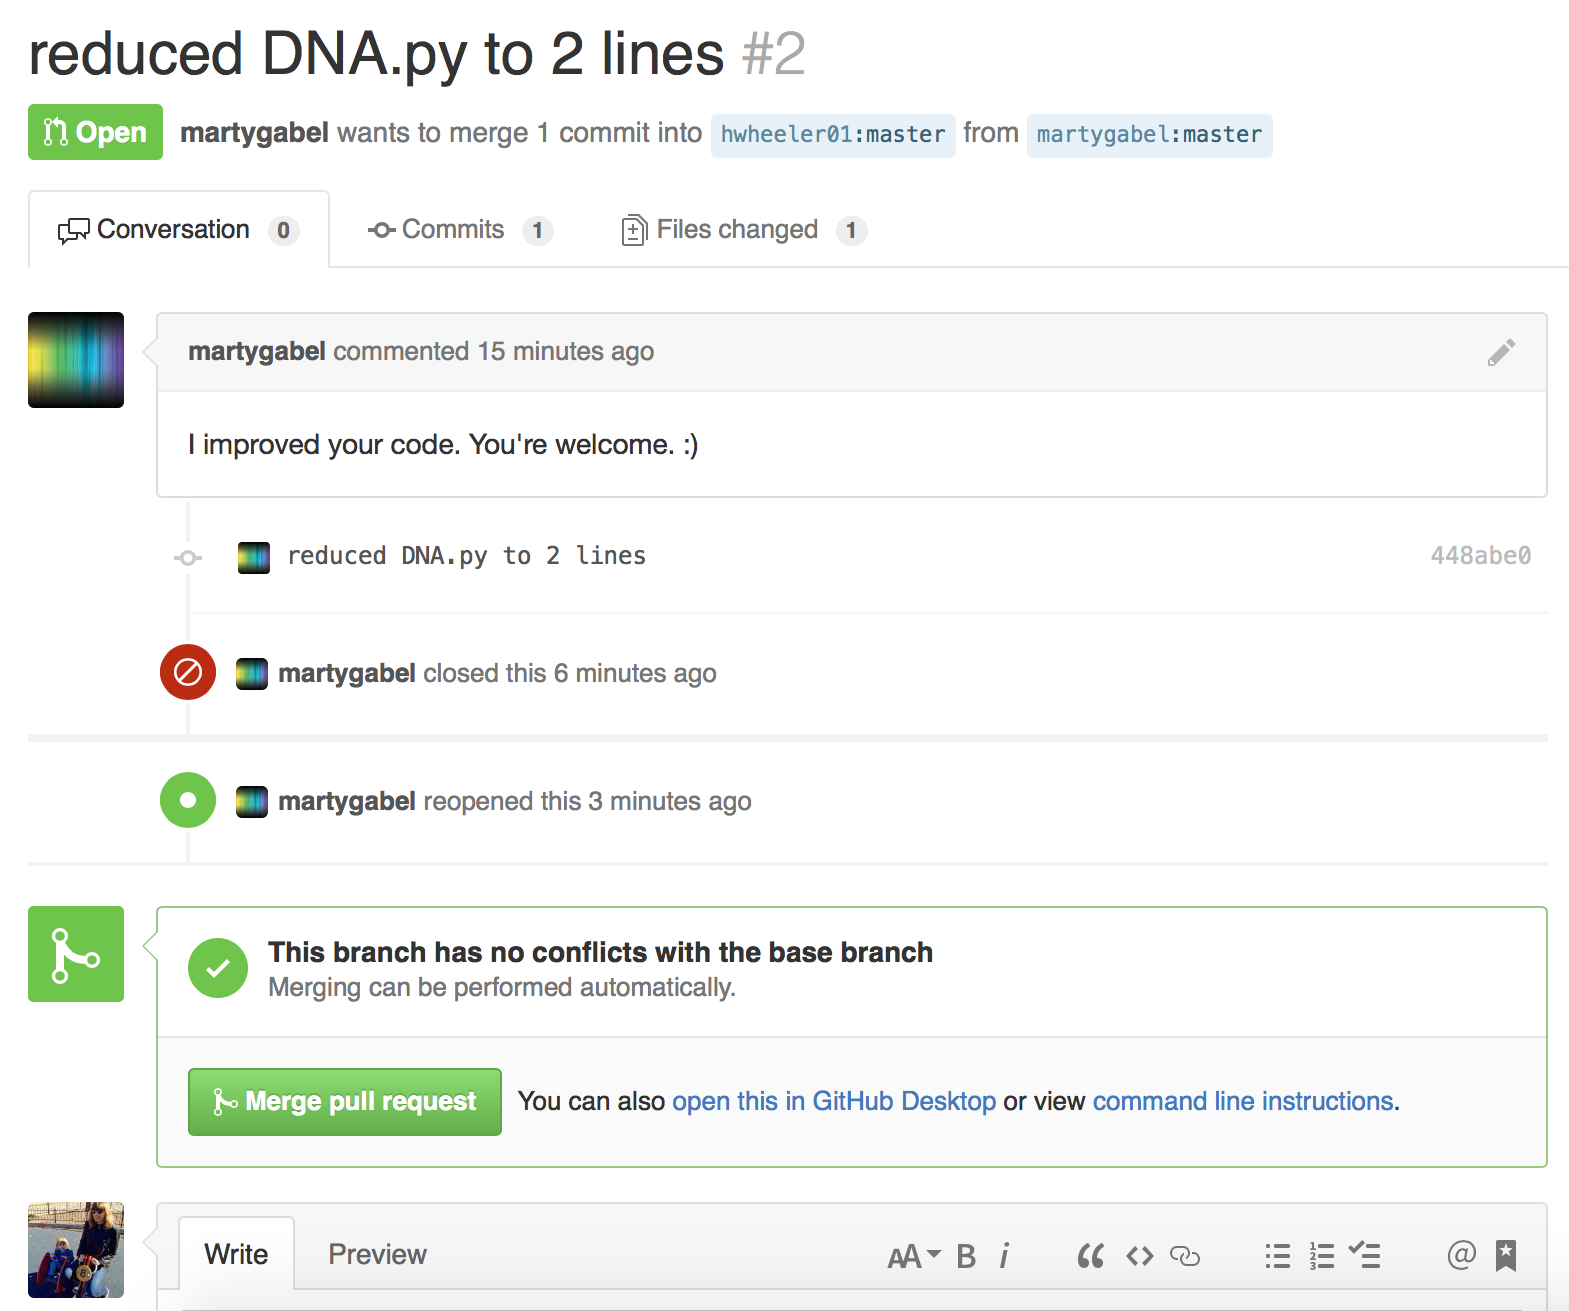 reduced DNA.py to 2 lines #2
Open martygabel wants to merge 1 commit into hwheeler01:master from martygabel:master
Conversation 0 Commits 1 Files changed 1
martygabel commented 15 minutes ago
I improved your code. You're welcome. :)
reduced DNA.py to 2 lines 448abe0
martygabel closed this 6 minutes ago
martygabel reopened this 3 minutes ago
This branch has no conflicts with the base branch
Merging can be performed automatically.
Merge pull request You can also open this in GitHub Desktop or view command line instructions.
Write Preview AA B i @